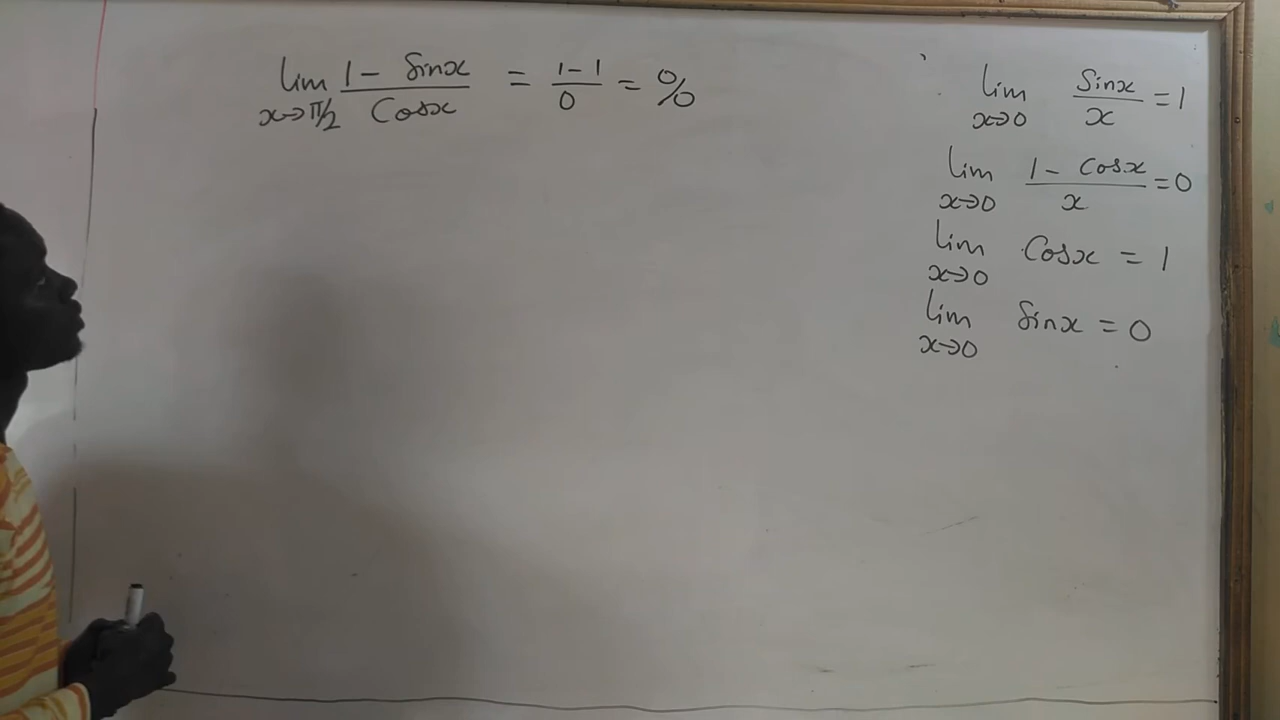 lim x→π/2 (1 - Sinx)/(Cosx) = (1-1)/0 = 0/0
lim x→0 Sinx/x = 1
lim x→0 (1 - Cosx)/x = 0
lim x→0 Cosx = 1
lim x→0 Sinx = 0